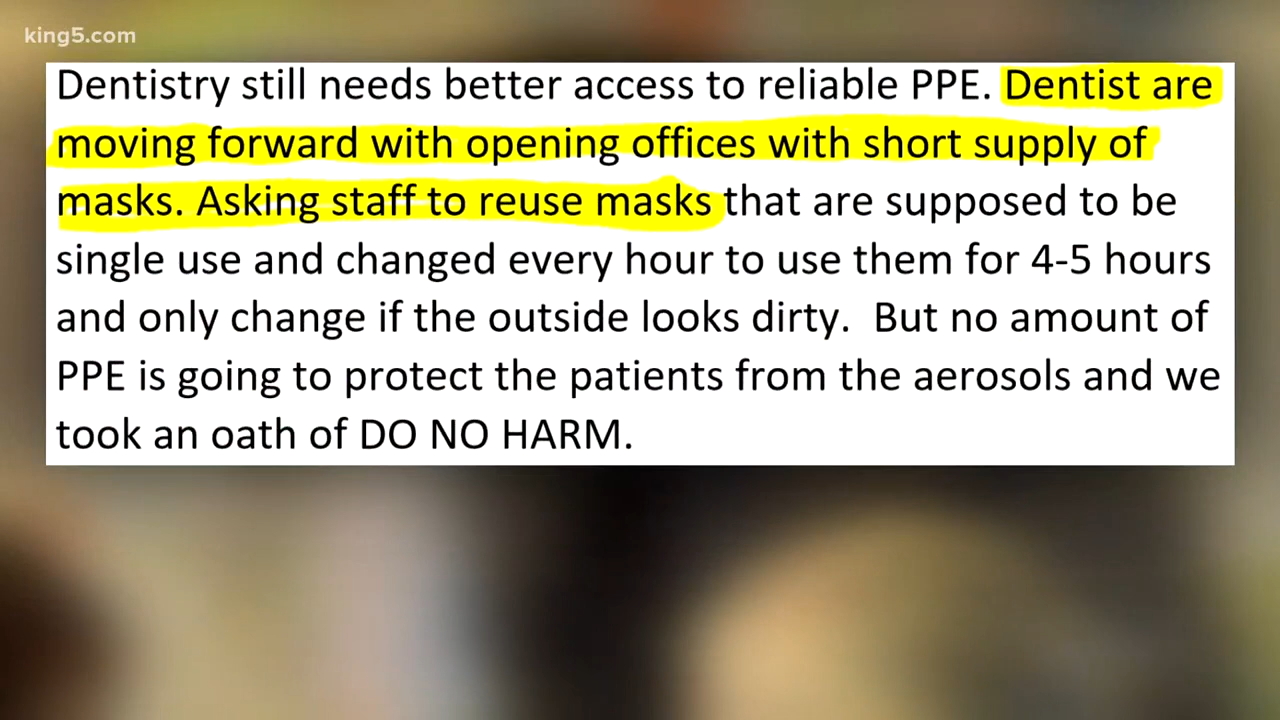 king5.com
Dentistry still needs better access to reliable PPE. Dentist are
moving forward with opening offices with short supply of
masks. Asking staff to reuse masks that are supposed to be
single use and changed every hour to use them for 4-5 hours
and only change if the outside looks dirty.  But no amount of
PPE is going to protect the patients from the aerosols and we
took an oath of DO NO HARM.